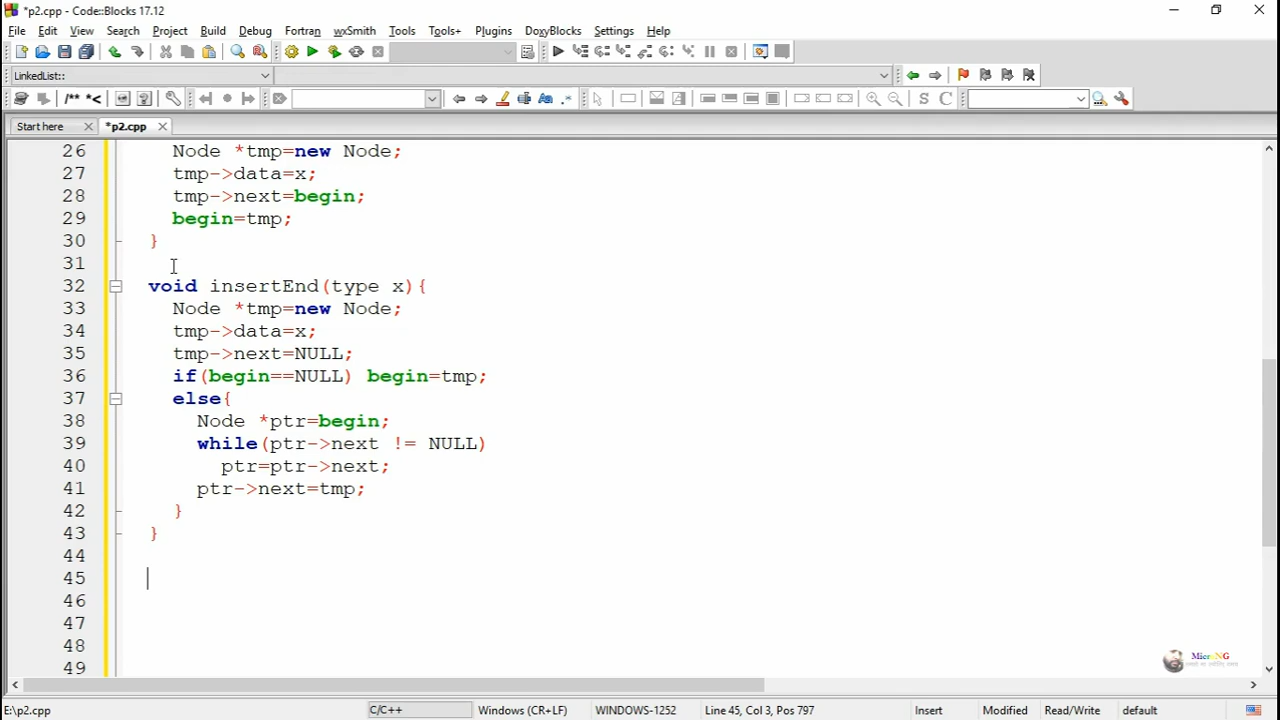 *p2.cpp - Code::Blocks 17.12
File Edit View Search Project Build Debug Fortran wxSmith Tools Tools+ Plugins DoxyBlocks Settings Help
LinkedList::
/** *<
S C
Start here *p2.cpp
26 Node *tmp=new Node;
27 tmp->data=x;
28 tmp->next=begin;
29 begin=tmp;
30 }
31
32 void insertEnd(type x){
33 Node *tmp=new Node;
34 tmp->data=x;
35 tmp->next=NULL;
36 if(begin==NULL) begin=tmp;
37 else{
38 Node *ptr=begin;
39 while(ptr->next != NULL)
40 ptr=ptr->next;
41 ptr->next=tmp;
42 }
43 }
44
45
46
47
48
49
MicroNG
E:\p2.cpp C/C++ Windows (CR+LF) WINDOWS-1252 Line 45, Col 3, Pos 797 Insert Modified Read/Write default